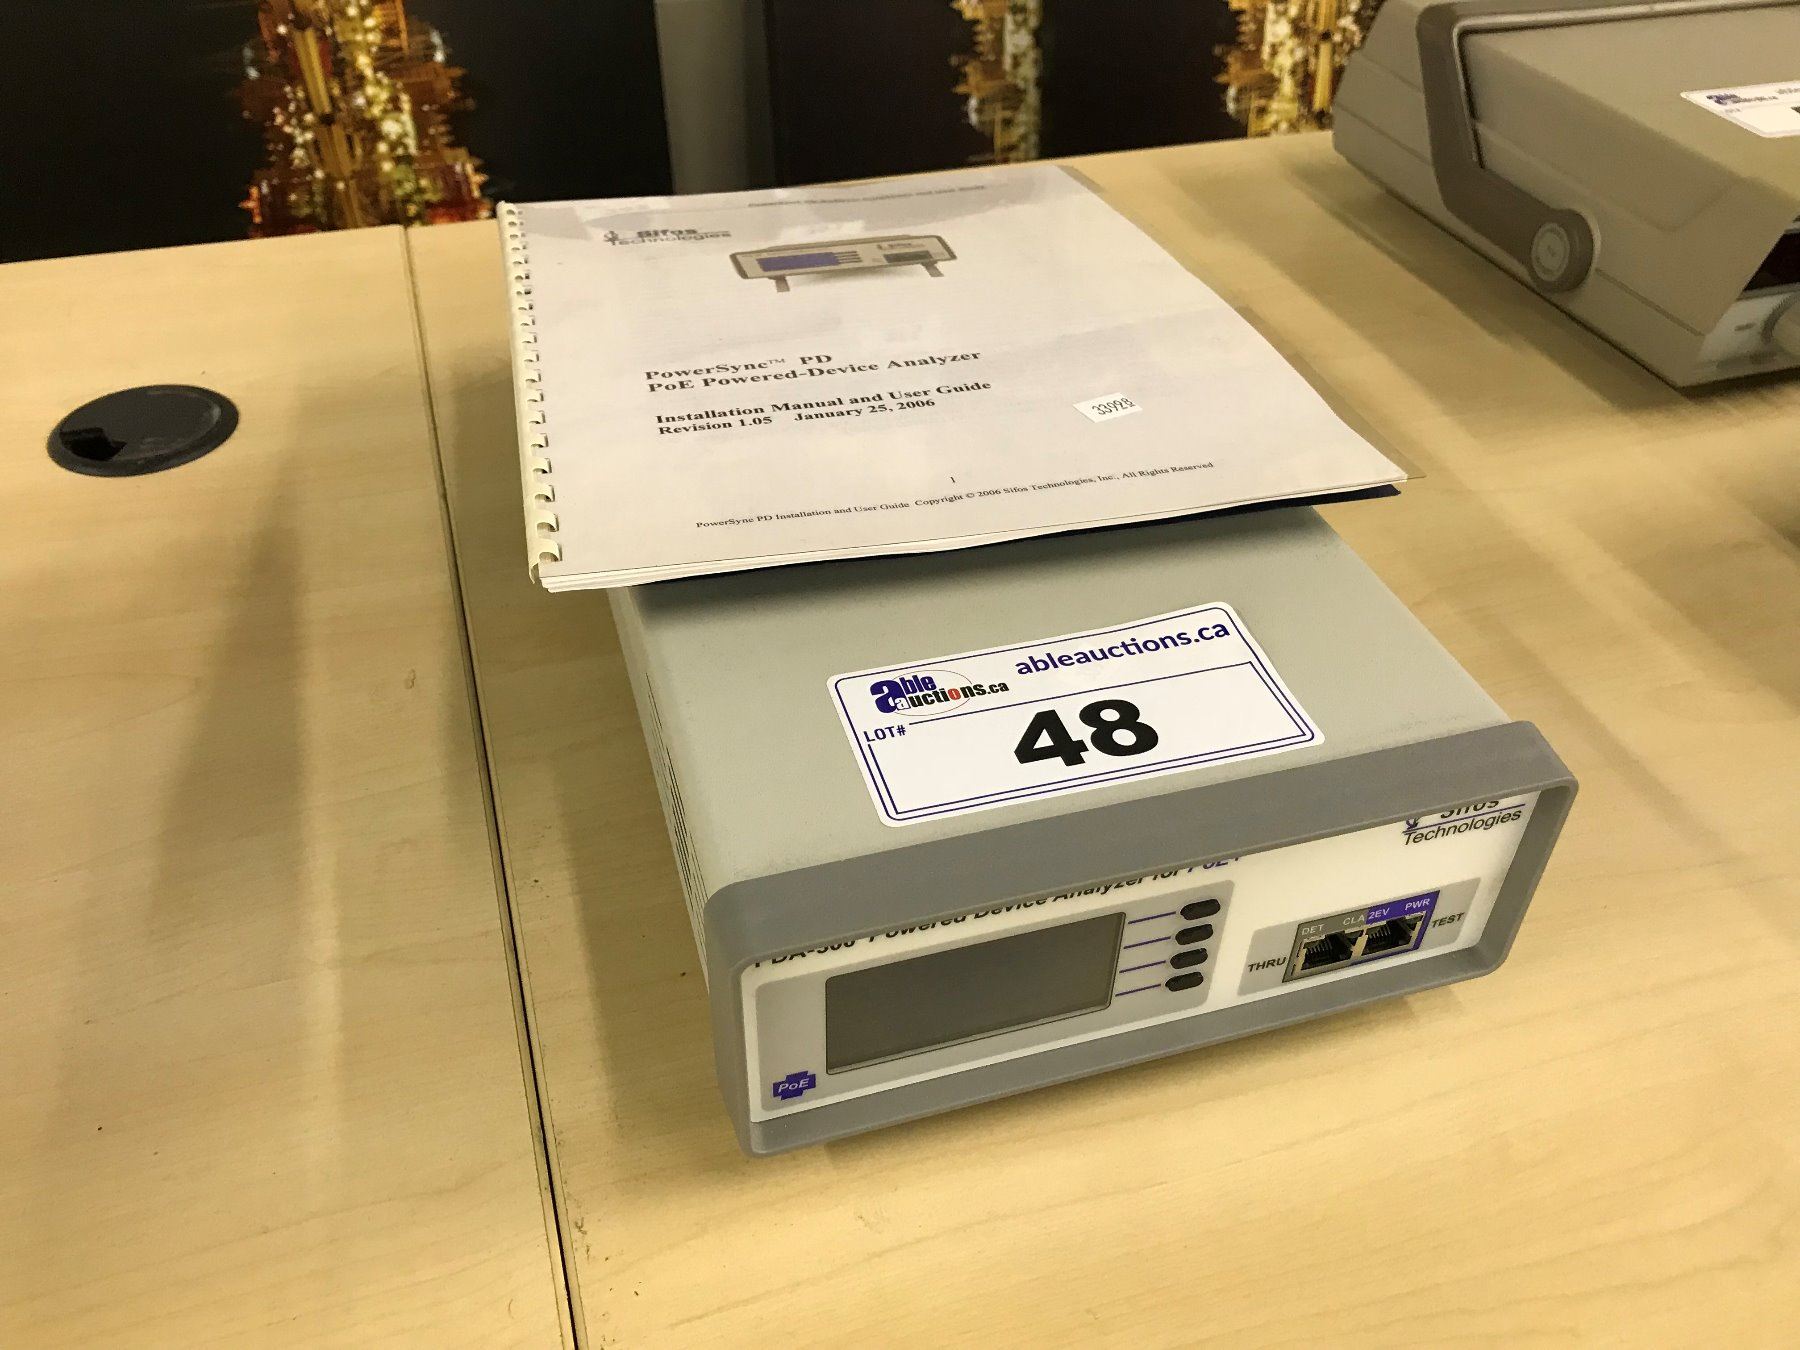 Sifos
Technologies
PowerSync™ PD
PoE Powered-Device Analyzer
Installation Manual and User Guide
Revision 1.05 January 25, 2006
33928
1
PowerSync PD Installation and User Guide Copyright © 2006 Sifos Technologies, Inc., All Rights Reserved
able
auctions.ca
ableauctions.ca
LOT#
48
Sifos
Technologies
Powered Device Analyzer for
DET CLA 2EV PWR
THRU
TEST
PoE